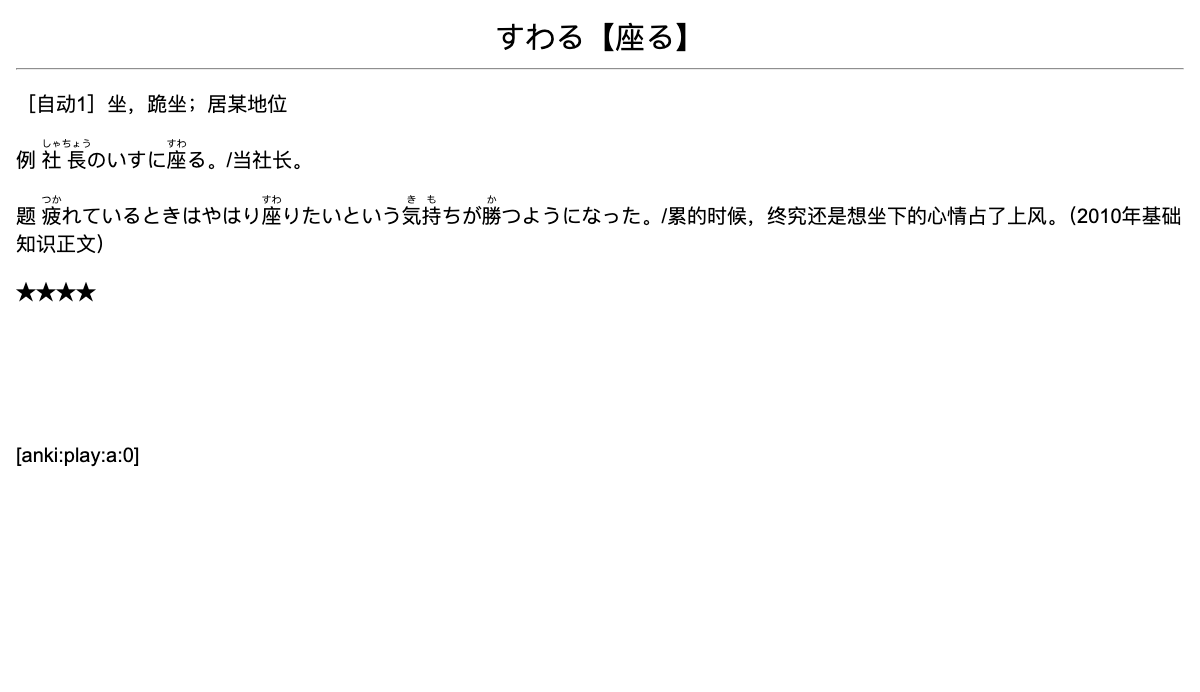 すわる【座る】
［自动1］坐，跪坐；居某地位
しゃちょう すわ
例 社長のいすに座る。/当社长。
つか すわ き も か
题 疲れているときはやはり座りたいという気持ちが勝つようになった。/累的时候，终究还是想坐下的心情占了上风。（2010年基础
知识正文）
★★★★
[anki:play:a:0]